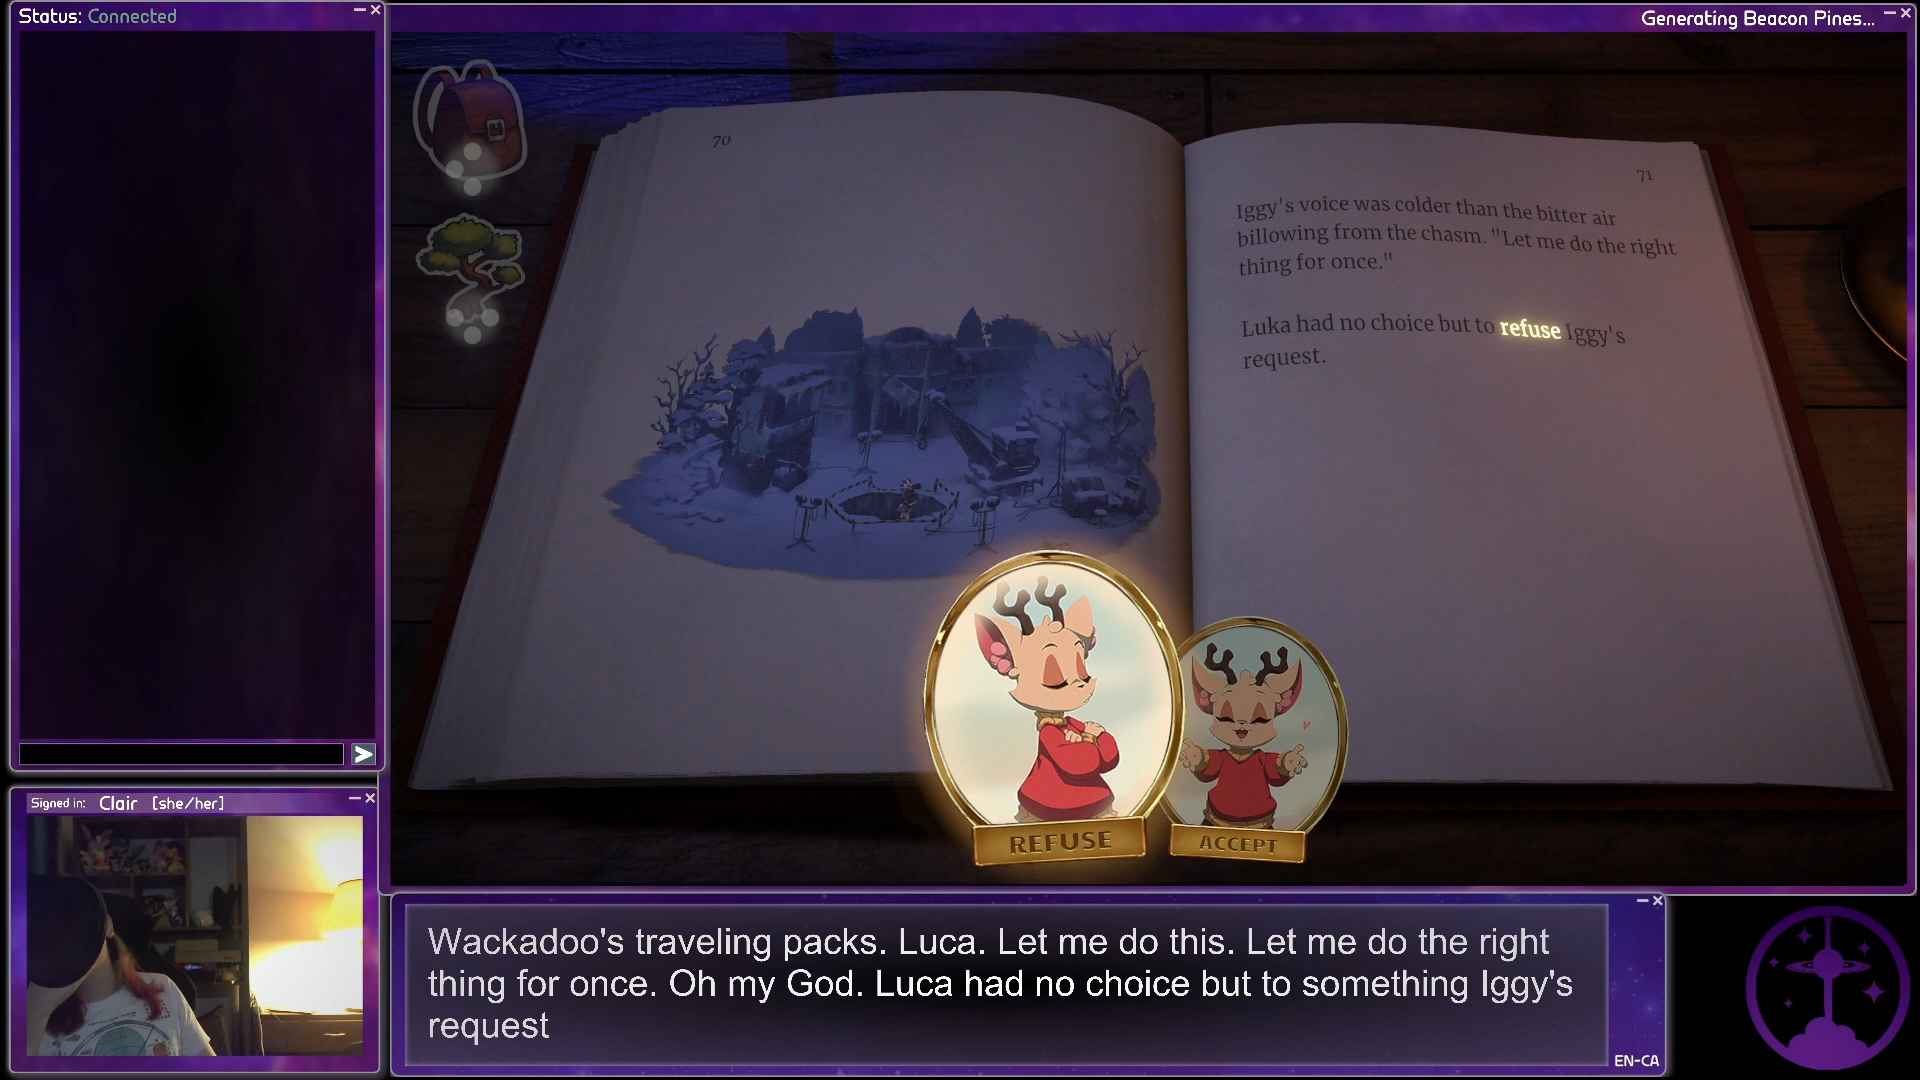 Status: Connected
Generating Beacon Pines...
70
71
Iggy's voice was colder than the bitter air
billowing from the chasm. "Let me do the right
thing for once."
Luka had no choice but to refuse Iggy's
request.
REFUSE
ACCEPT
Signed in: Clair [she/her]
Wackadoo's traveling packs. Luca. Let me do this. Let me do the right
thing for once. Oh my God. Luca had no choice but to something Iggy's
request
EN-CA